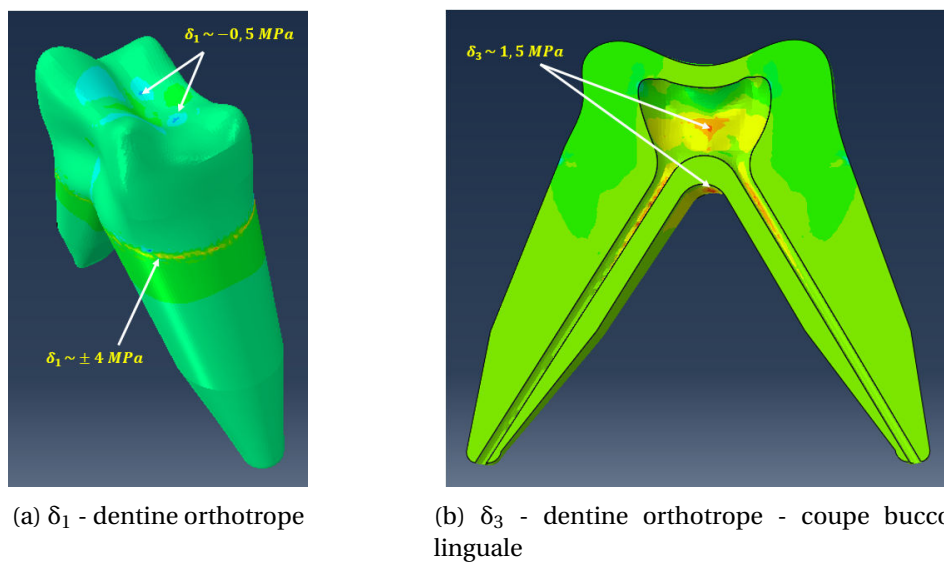 δ₁ ~ −0,5 MPa
δ₁ ~ ± 4 MPa
δ₃ ~ 1,5 MPa
(a) δ₁ - dentine orthotrope
(b) δ₃ - dentine orthotrope - coupe bucco
linguale